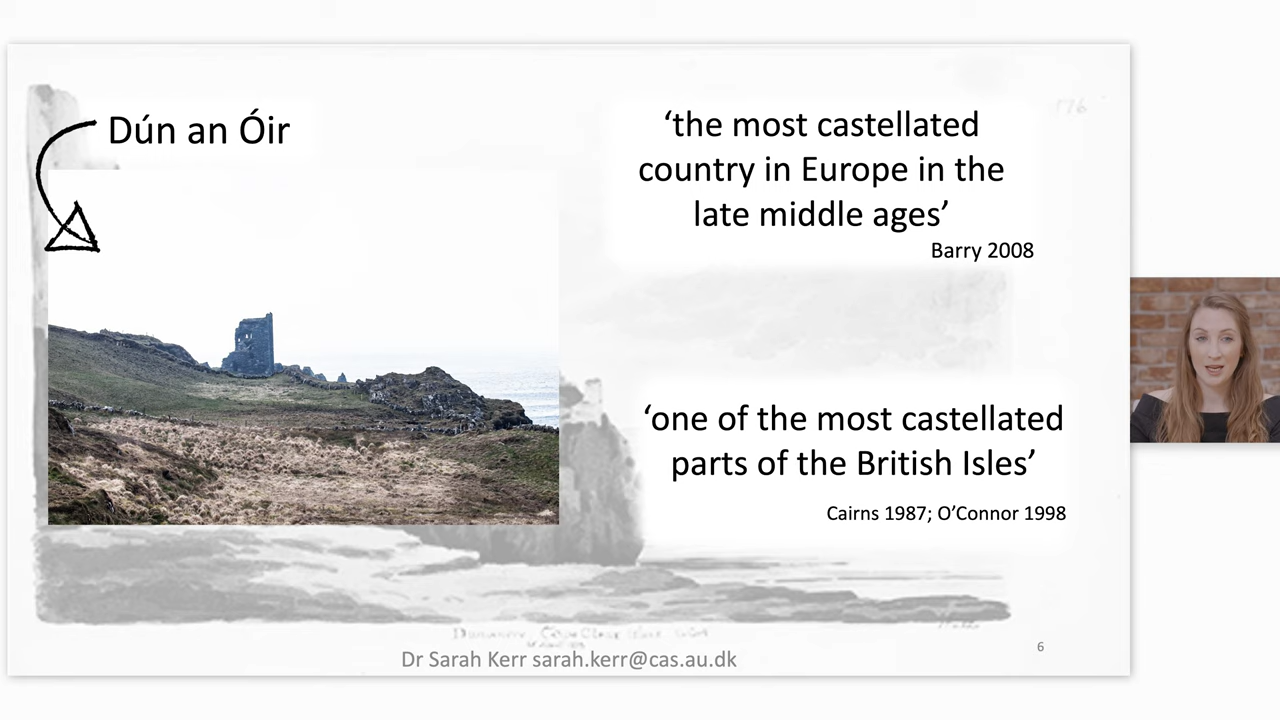 Dún an Óir
‘the most castellated
country in Europe in the
late middle ages’
Barry 2008
‘one of the most castellated
parts of the British Isles’
Cairns 1987; O’Connor 1998
Dr Sarah Kerr sarah.kerr@cas.au.dk
6